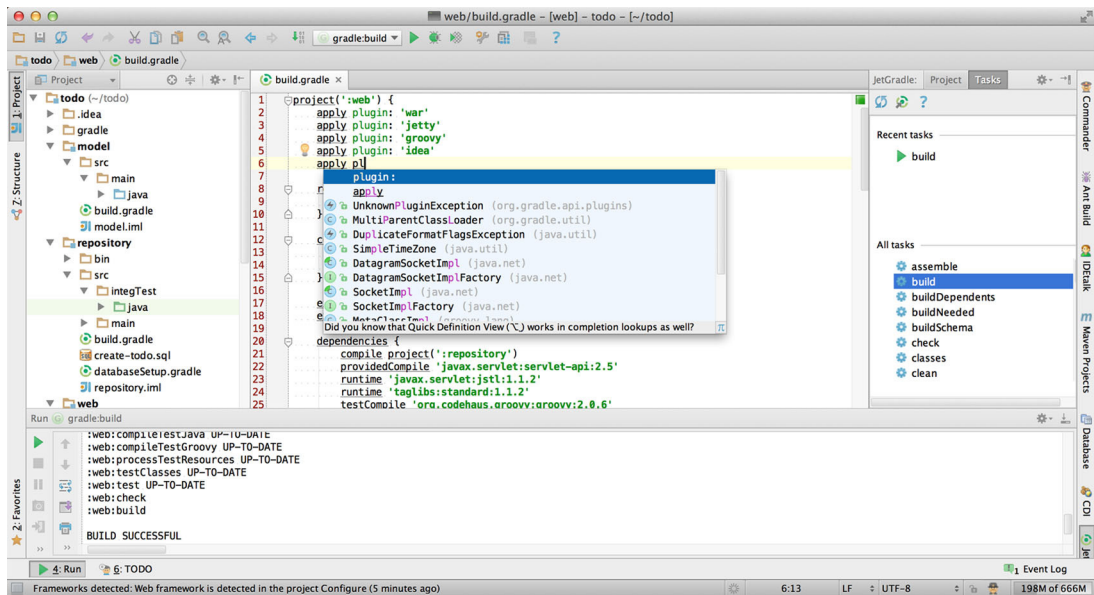 web/build.gradle – [web] – todo – [~/todo]
gradle:build
todo web build.gradle
1: Project
Z: Structure
2: Favorites
Project
todo (~/todo)
.idea
gradle
model
src
main
java
build.gradle
model.iml
repository
bin
src
integTest
java
main
build.gradle
create-todo.sql
databaseSetup.gradle
repository.iml
web
build.gradle ×
1 project(':web') {
2 apply plugin: 'war'
3 apply plugin: 'jetty'
4 apply plugin: 'groovy'
5 apply plugin: 'idea'
6 apply pl
7
8 r
9
10 }
11
12 c
13
14
15 }
16
17 e
18 e
19
20 dependencies {
21 compile project(':repository')
22 providedCompile 'javax.servlet:servlet-api:2.5'
23 runtime 'javax.servlet:jstl:1.1.2'
24 runtime 'taglibs:standard:1.1.2'
25 testCompile 'org.codehaus.groovy:groovy:2.0.6'
plugin:
apply
UnknownPluginException (org.gradle.api.plugins)
MultiParentClassLoader (org.gradle.util)
DuplicateFormatFlagsException (java.util)
SimpleTimeZone (java.util)
DatagramSocketImpl (java.net)
DatagramSocketImplFactory (java.net)
SocketImpl (java.net)
SocketImplFactory (java.net)
MetaClassImpl (groovy.lang)
Did you know that Quick Definition View (⌥) works in completion lookups as well? π
JetGradle: Project Tasks
Recent tasks
build
All tasks
assemble
build
buildDependents
buildNeeded
buildSchema
check
classes
clean
Commander
Ant Build
IDEtalk
Maven Projects
Database
CDI
Run gradle:build
:web:compileTestJava UP-TO-DATE
:web:compileTestGroovy UP-TO-DATE
:web:processTestResources UP-TO-DATE
:web:testClasses UP-TO-DATE
:web:test UP-TO-DATE
:web:check
:web:build
BUILD SUCCESSFUL
4: Run 6: TODO 1 Event Log
Frameworks detected: Web framework is detected in the project Configure (5 minutes ago) 6:13 LF UTF-8 198M of 666M